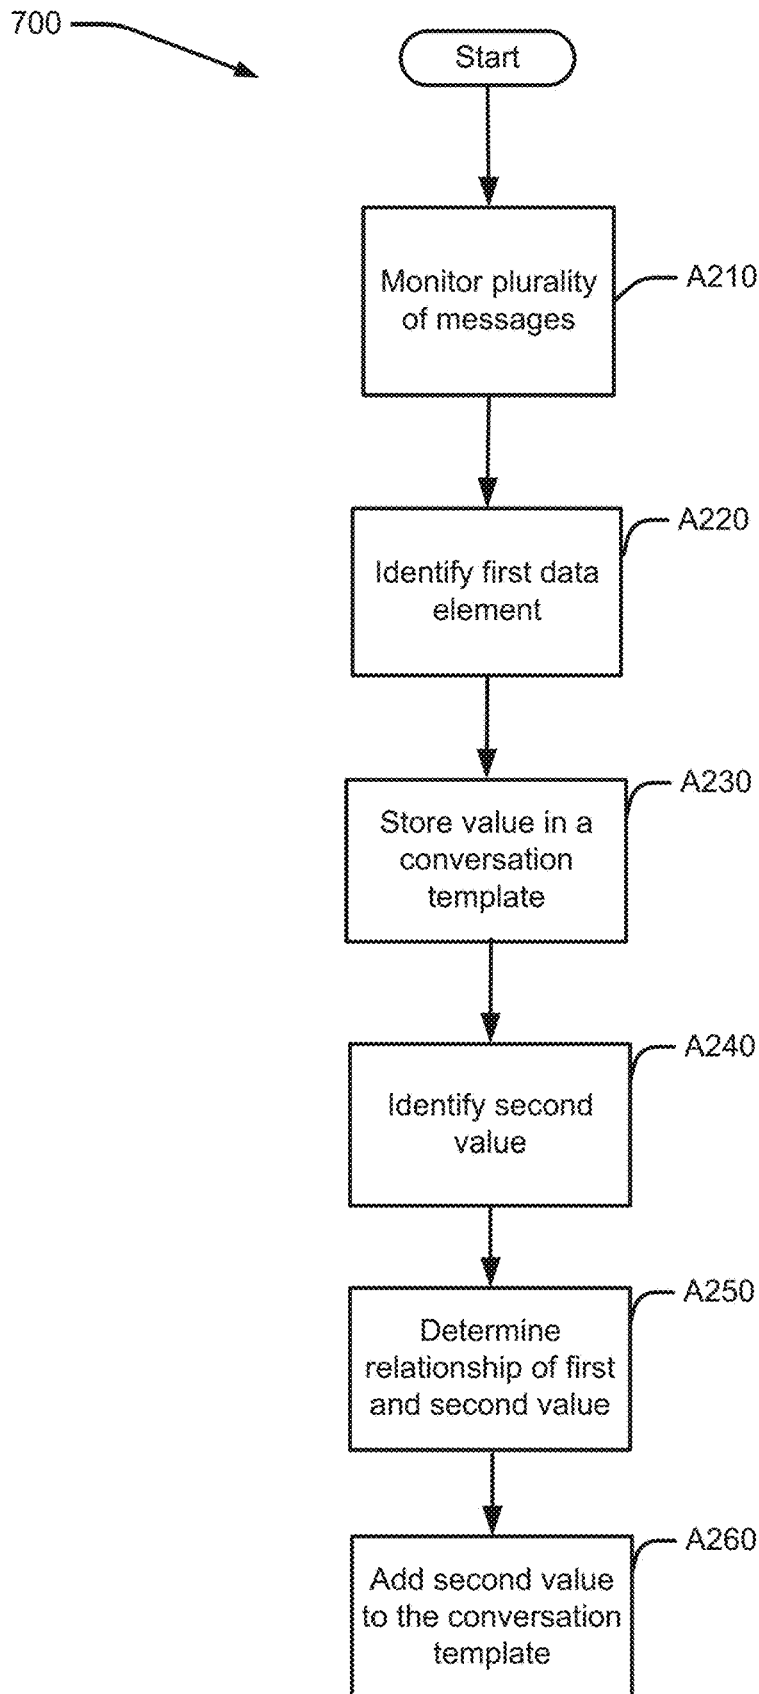 700
Start
Monitor plurality
of messages
A210
A220
Identify first data
element
A230
Store value in a
conversation
template
A240
Identify second
value
A250
Determine
relationship of first
and second value
A260
Add second value
to the conversation
template